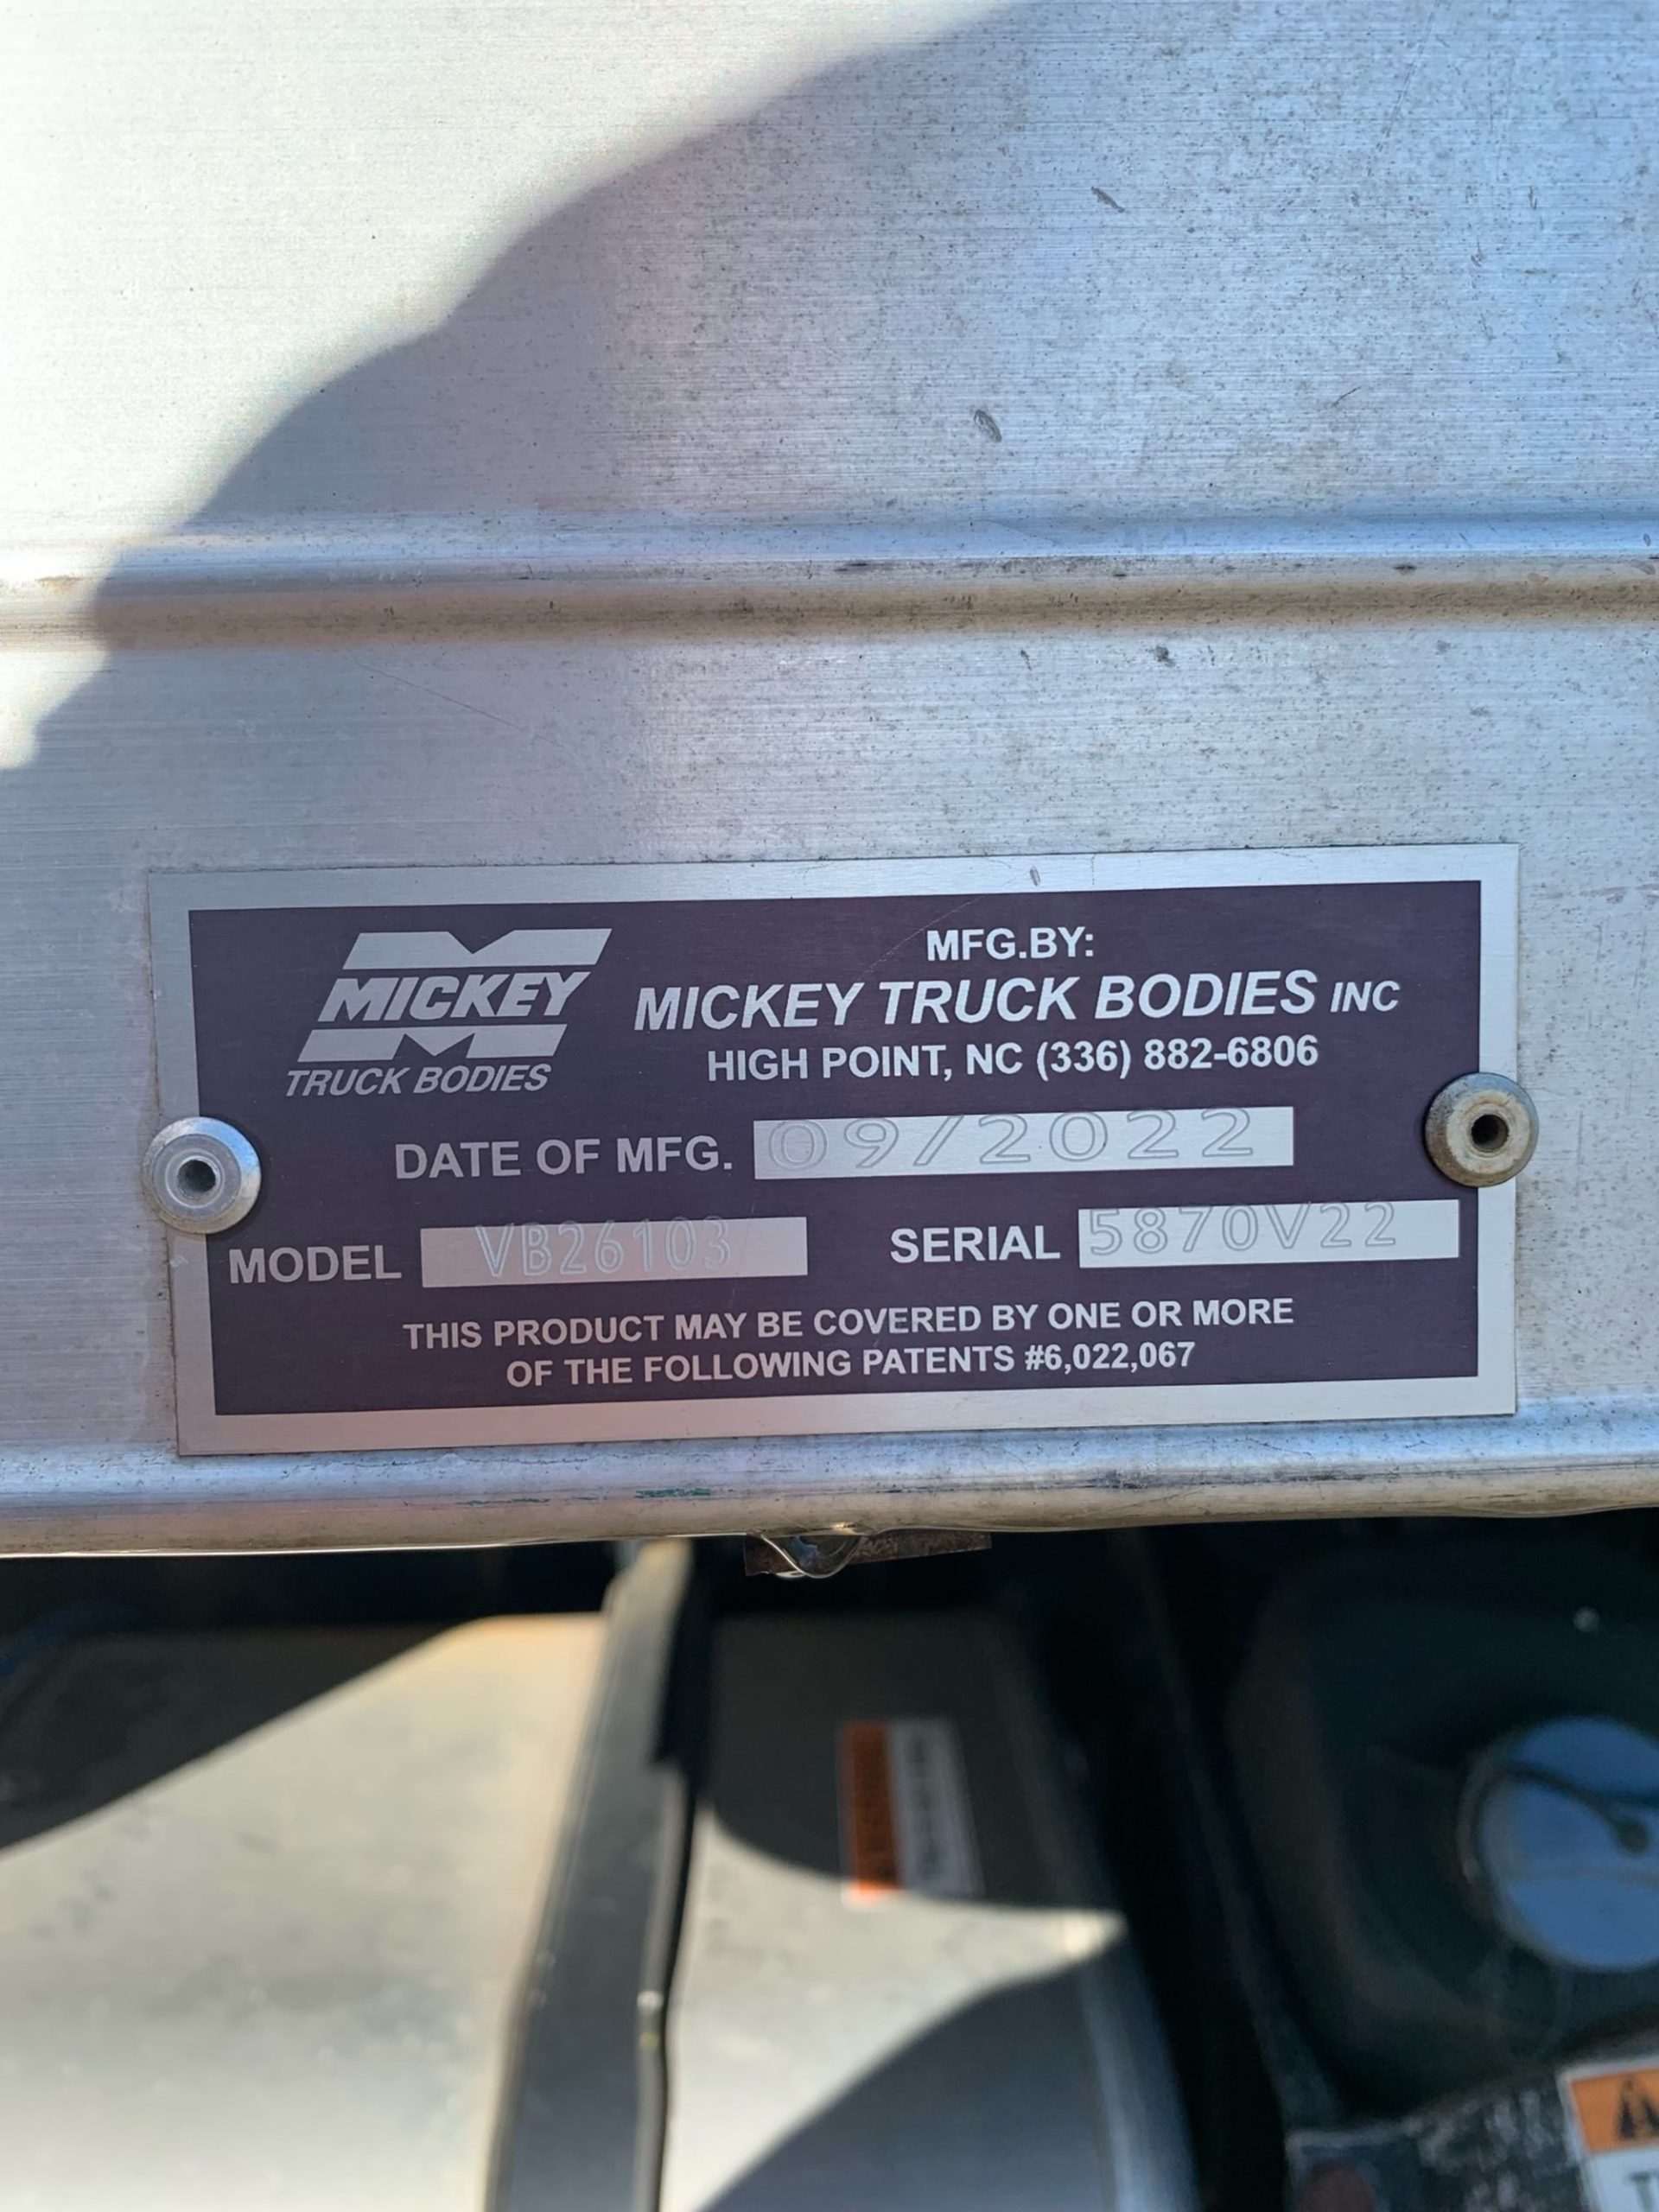 MICKEY
TRUCK BODIES
MFG.BY:
MICKEY TRUCK BODIES INC
HIGH POINT, NC (336) 882-6806
DATE OF MFG. 09/2022
MODEL VB26103 SERIAL 5870V22
THIS PRODUCT MAY BE COVERED BY ONE OR MORE
OF THE FOLLOWING PATENTS #6,022,067